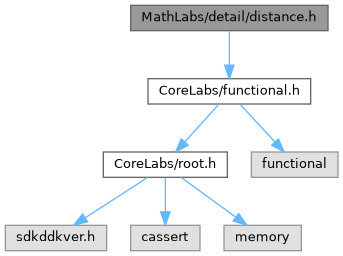 MathLabs/detail/distance.h
CoreLabs/functional.h
CoreLabs/root.h
functional
sdkddkver.h
cassert
memory